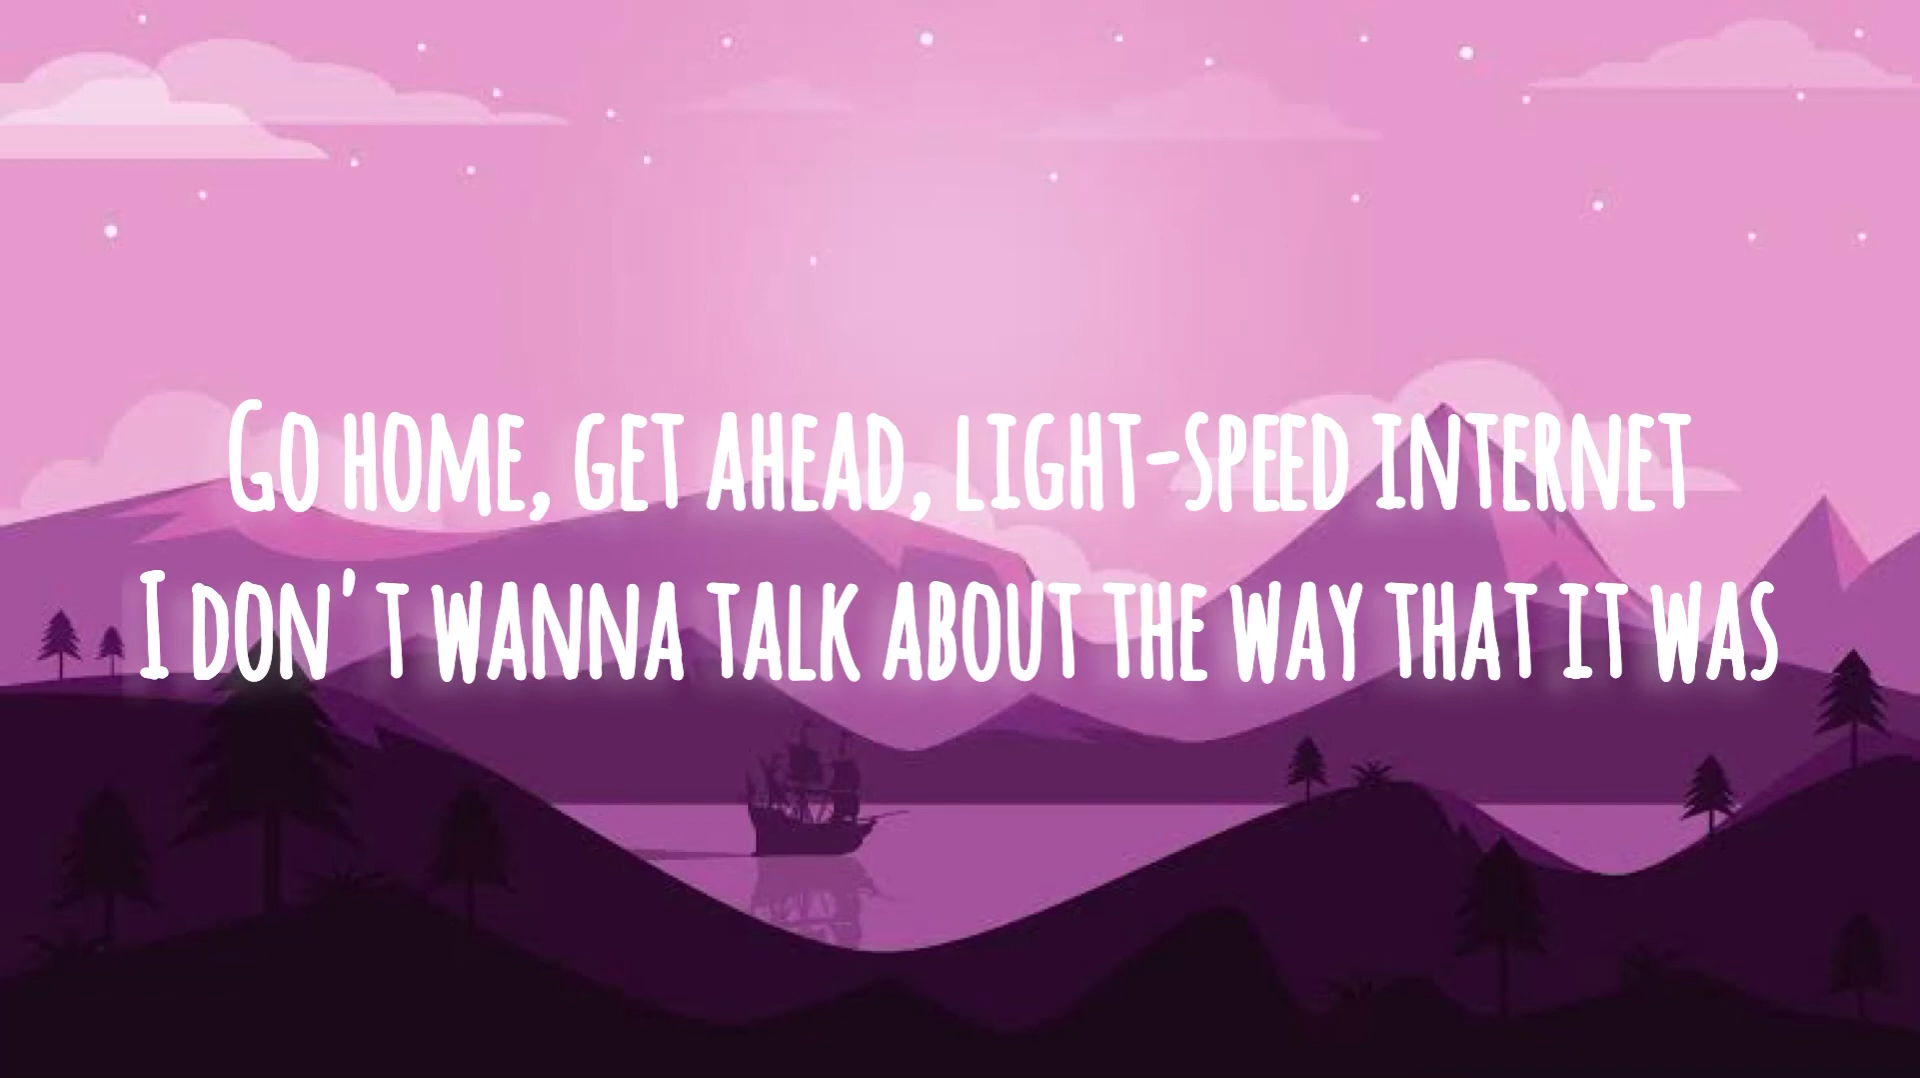 Go home, get ahead, light-speed internet
I don't wanna talk about the way that it was